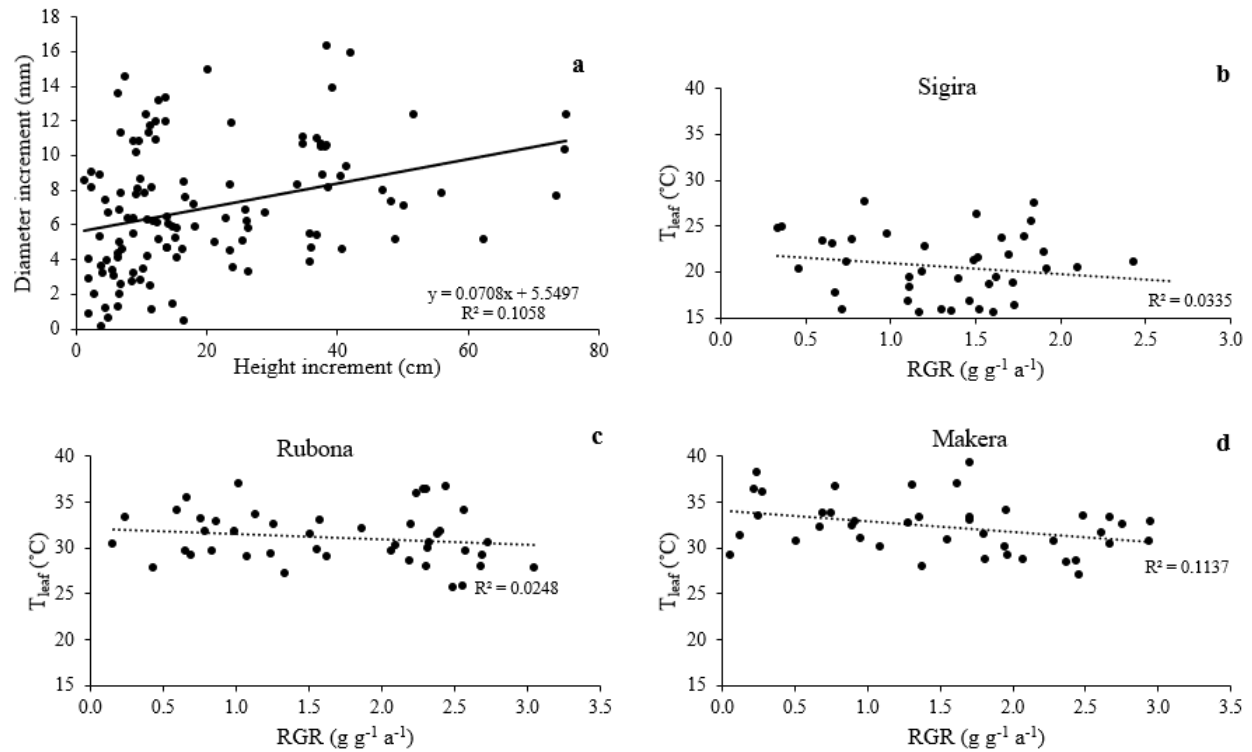 a
Diameter increment (mm)
18
16
14
12
10
8
6
4
2
0
y = 0.0708x + 5.5497
R² = 0.1058
0 20 40 60 80
Height increment (cm)
b
Sigira
T_leaf (°C)
40
35
30
25
20
15
R² = 0.0335
0.0 0.5 1.0 1.5 2.0 2.5 3.0
RGR (g g⁻¹ a⁻¹)
c
Rubona
T_leaf (°C)
40
35
30
25
20
15
R² = 0.0248
0.0 0.5 1.0 1.5 2.0 2.5 3.0 3.5
RGR (g g⁻¹ a⁻¹)
d
Makera
T_leaf (°C)
40
35
30
25
20
15
R² = 0.1137
0.0 0.5 1.0 1.5 2.0 2.5 3.0 3.5
RGR (g g⁻¹ a⁻¹)